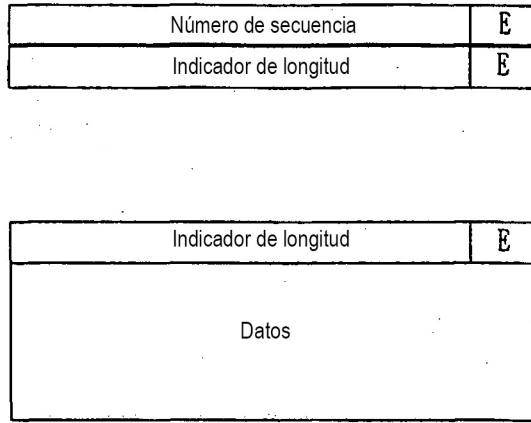 Número de secuencia E
Indicador de longitud E
Indicador de longitud E
Datos